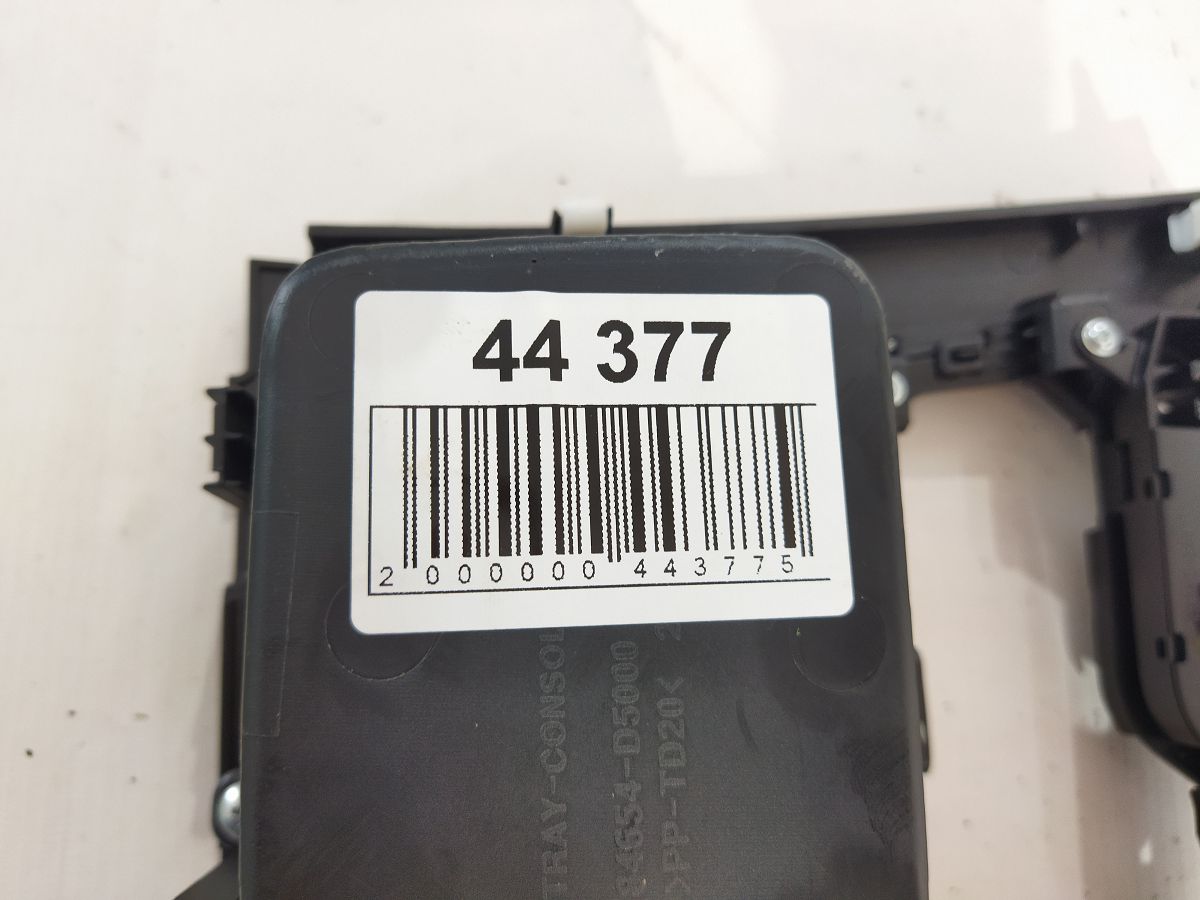 44 377
2 000000 443775
TRAY-CONSOL
84654-D5000
>PP-TD20<